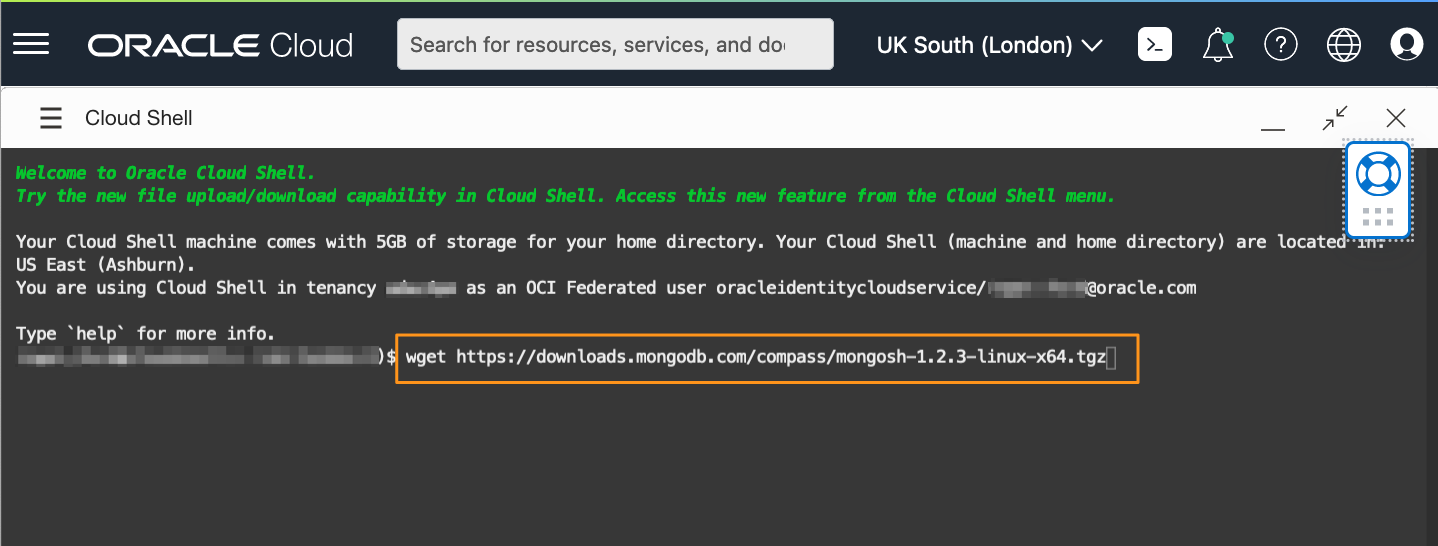 ORACLE Cloud
Search for resources, services, and doc
UK South (London)
>_
?
Cloud Shell
Welcome to Oracle Cloud Shell.
Try the new file upload/download capability in Cloud Shell. Access this new feature from the Cloud Shell menu.
Your Cloud Shell machine comes with 5GB of storage for your home directory. Your Cloud Shell (machine and home directory) are located in:
US East (Ashburn).
You are using Cloud Shell in tenancy as an OCI Federated user oracleidentitycloudservice/ @oracle.com
Type `help` for more info.
)$ wget https://downloads.mongodb.com/compass/mongosh-1.2.3-linux-x64.tgz